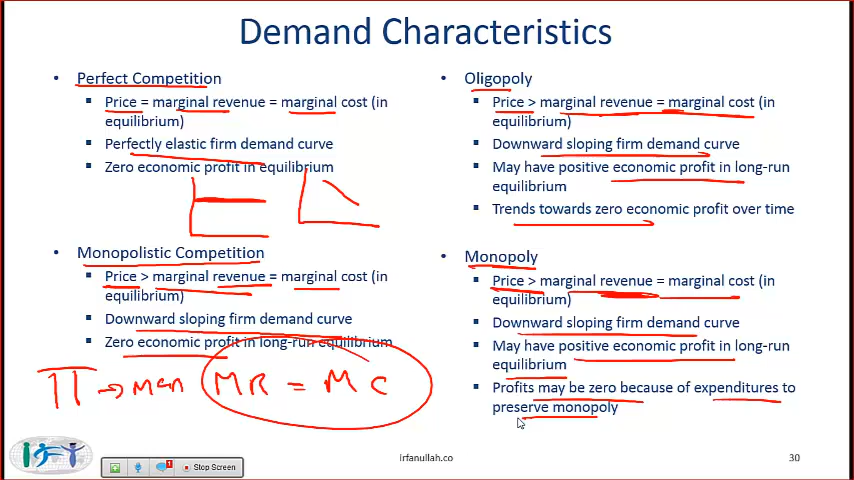 Demand Characteristics
• Perfect Competition
▪ Price = marginal revenue = marginal cost (in
equilibrium)
▪ Perfectly elastic firm demand curve
▪ Zero economic profit in equilibrium
• Monopolistic Competition
▪ Price > marginal revenue = marginal cost (in
equilibrium)
▪ Downward sloping firm demand curve
▪ Zero economic profit in long-run equilibrium
Π → man MR = MC
• Oligopoly
▪ Price > marginal revenue = marginal cost (in
equilibrium)
▪ Downward sloping firm demand curve
▪ May have positive economic profit in long-run
equilibrium
▪ Trends towards zero economic profit over time
• Monopoly
▪ Price > marginal revenue = marginal cost (in
equilibrium)
▪ Downward sloping firm demand curve
▪ May have positive economic profit in long-run
equilibrium
▪ Profits may be zero because of expenditures to
preserve monopoly
1
Stop Screen
irfanullah.co
30